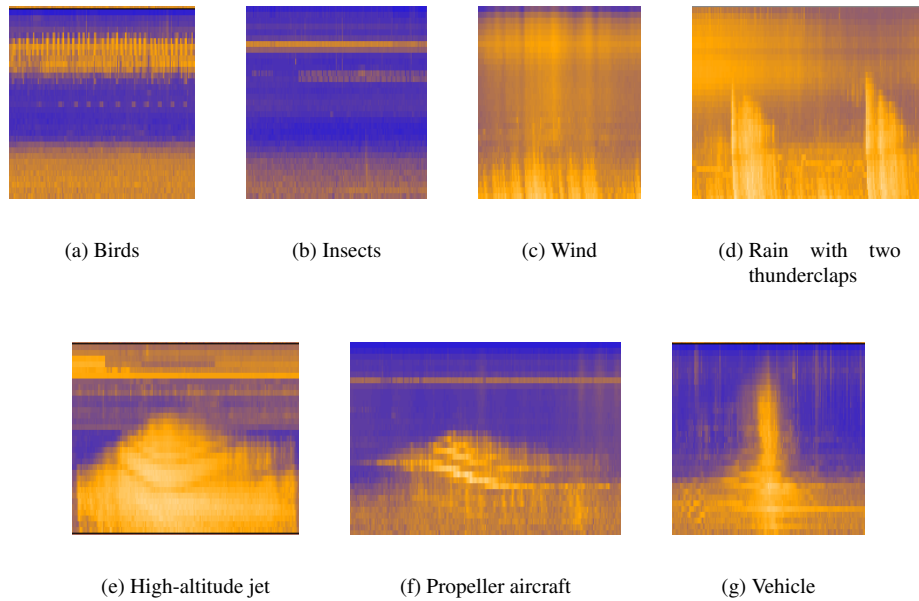 (a) Birds
(b) Insects
(c) Wind
(d) Rain with two
thunderclaps
(e) High-altitude jet
(f) Propeller aircraft
(g) Vehicle